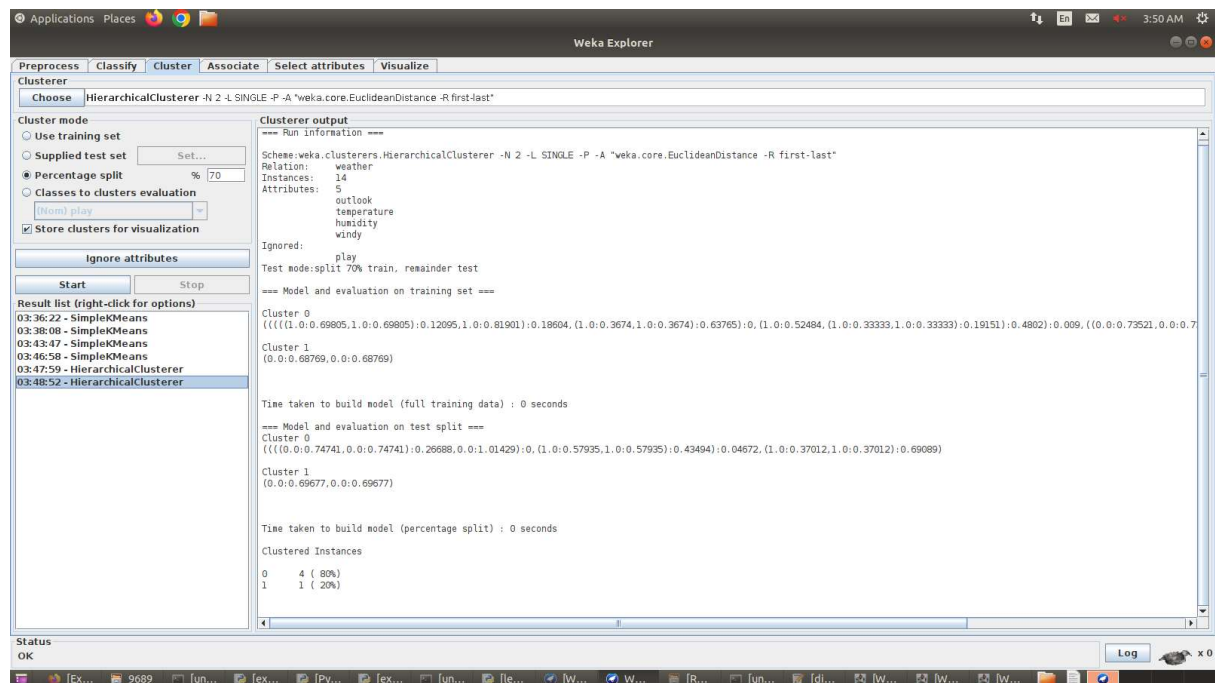 Applications Places En 3:50 AM
Weka Explorer
Preprocess Classify Cluster Associate Select attributes Visualize
Clusterer
Choose HierarchicalClusterer -N 2 -L SINGLE -P -A "weka.core.EuclideanDistance -R first-last"
Cluster mode
Use training set
Supplied test set Set...
Percentage split % 70
Classes to clusters evaluation
(Nom) play
Store clusters for visualization
Ignore attributes
Start Stop
Result list (right-click for options)
03:36:22 - SimpleKMeans
03:38:08 - SimpleKMeans
03:43:47 - SimpleKMeans
03:46:58 - SimpleKMeans
03:47:59 - HierarchicalClusterer
03:48:52 - HierarchicalClusterer
Clusterer output
=== Run information ===
Scheme:weka.clusterers.HierarchicalClusterer -N 2 -L SINGLE -P -A "weka.core.EuclideanDistance -R first-last"
Relation: weather
Instances: 14
Attributes: 5
outlook
temperature
humidity
windy
Ignored:
play
Test mode:split 70% train, remainder test
=== Model and evaluation on training set ===
Cluster 0
(((((1.0:0.69805,1.0:0.69805):0.12095,1.0:0.81901):0.18604,(1.0:0.3674,1.0:0.3674):0.63765):0,(1.0:0.52484,(1.0:0.33333,1.0:0.33333):0.19151):0.4802):0.009,((0.0:0.73521,0.0:0.7
Cluster 1
(0.0:0.68769,0.0:0.68769)
Time taken to build model (full training data) : 0 seconds
=== Model and evaluation on test split ===
Cluster 0
((((0.0:0.74741,0.0:0.74741):0.26688,0.0:1.01429):0,(1.0:0.57935,1.0:0.57935):0.43494):0.04672,(1.0:0.37012,1.0:0.37012):0.69089)
Cluster 1
(0.0:0.69677,0.0:0.69677)
Time taken to build model (percentage split) : 0 seconds
Clustered Instances
0 4 ( 80%)
1 1 ( 20%)
Status
OK
Log x 0
[Ex... 9689 [un... [ex... [Py... [ex... [un... [le... [W... W... [R... [un... [di... [W... [W... [W...